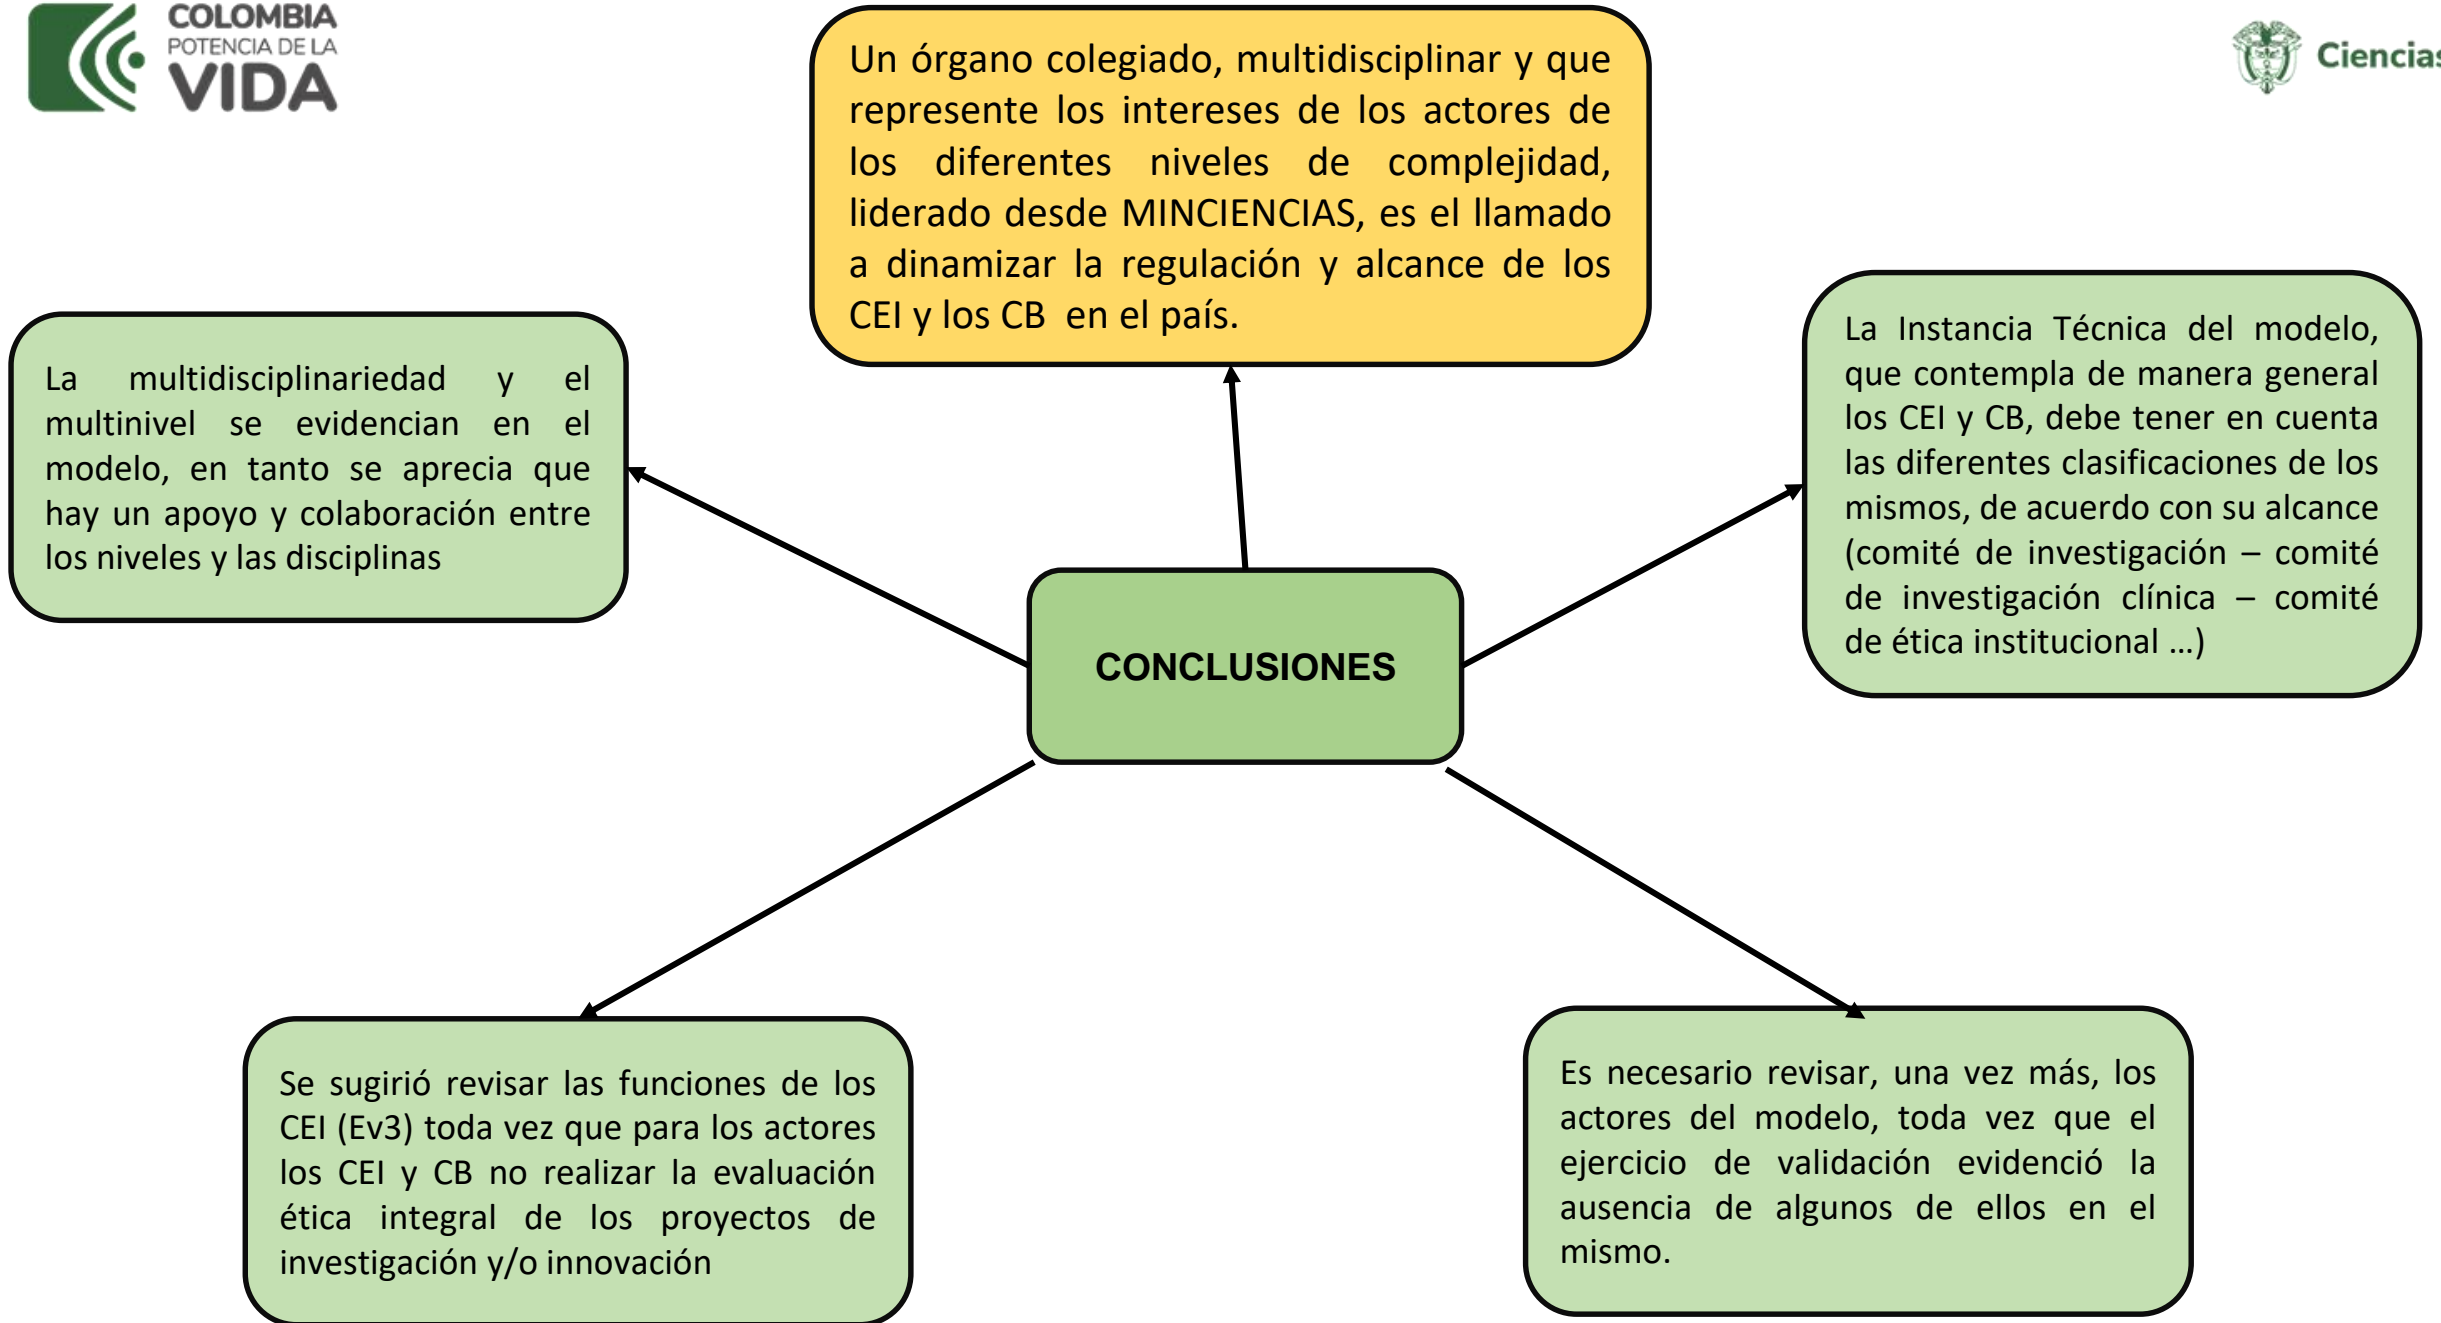 COLOMBIA
POTENCIA DE LA
VIDA
Ciencias
Un órgano colegiado, multidisciplinar y que
represente los intereses de los actores de
los diferentes niveles de complejidad,
liderado desde MINCIENCIAS, es el llamado
a dinamizar la regulación y alcance de los
CEI y los CB en el país.
La multidisciplinariedad y el
multinivel se evidencian en el
modelo, en tanto se aprecia que
hay un apoyo y colaboración entre
los niveles y las disciplinas
La Instancia Técnica del modelo,
que contempla de manera general
los CEI y CB, debe tener en cuenta
las diferentes clasificaciones de los
mismos, de acuerdo con su alcance
(comité de investigación – comité
de investigación clínica – comité
de ética institucional …)
CONCLUSIONES
Se sugirió revisar las funciones de los
CEI (Ev3) toda vez que para los actores
los CEI y CB no realizar la evaluación
ética integral de los proyectos de
investigación y/o innovación
Es necesario revisar, una vez más, los
actores del modelo, toda vez que el
ejercicio de validación evidenció la
ausencia de algunos de ellos en el
mismo.